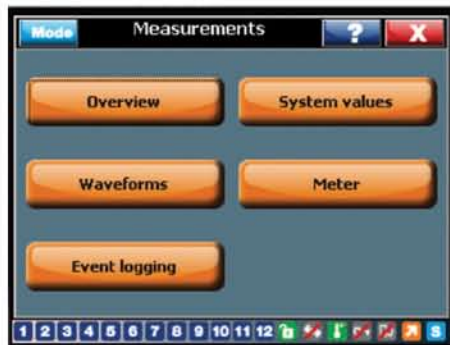 Mode Measurements ? X
Overview System values
Waveforms Meter
Event logging
1 2 3 4 5 6 7 8 9 10 11 12 S